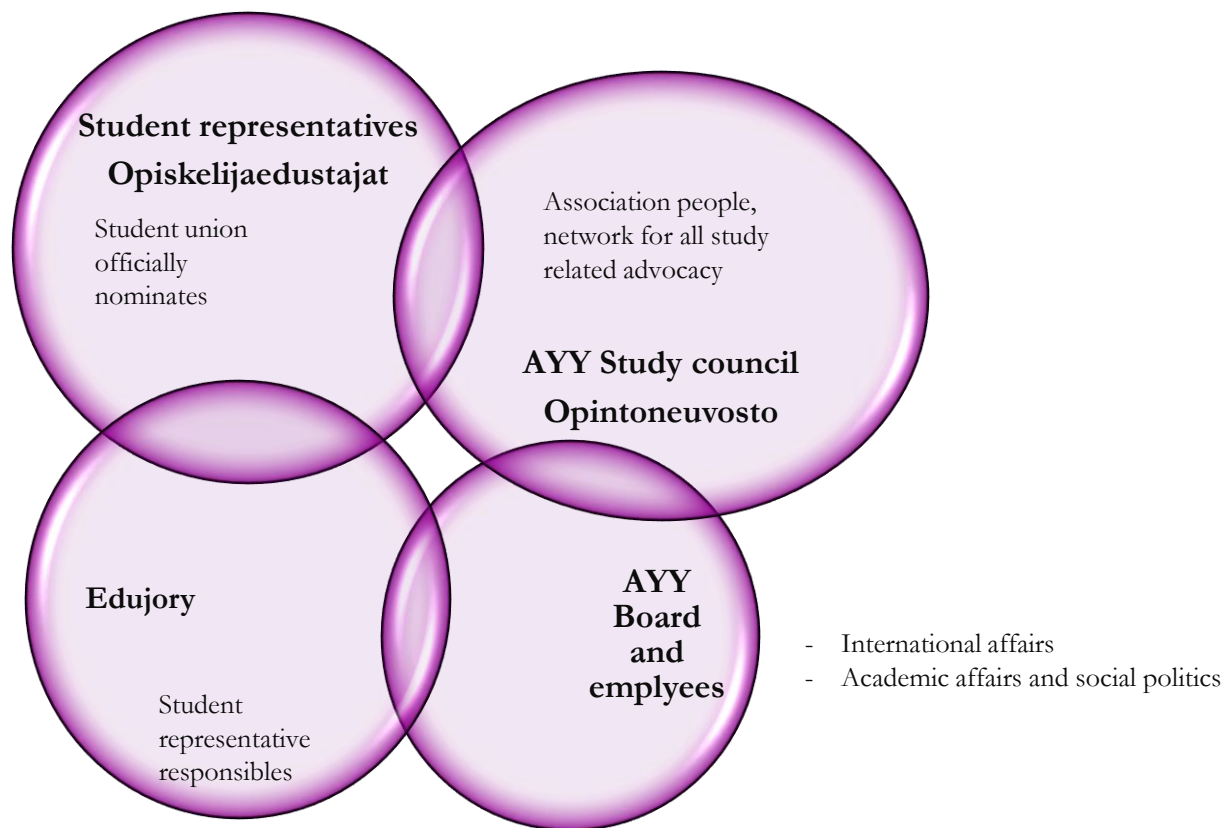 Student representatives
Opiskelijaedustajat
Student union
officially
nominates
Association people,
network for all study
related advocacy
AYY Study council
Opintoneuvosto
Edujory
Student
representative
responsibles
AYY
Board
and
emplyees
- International affairs
- Academic affairs and social politics